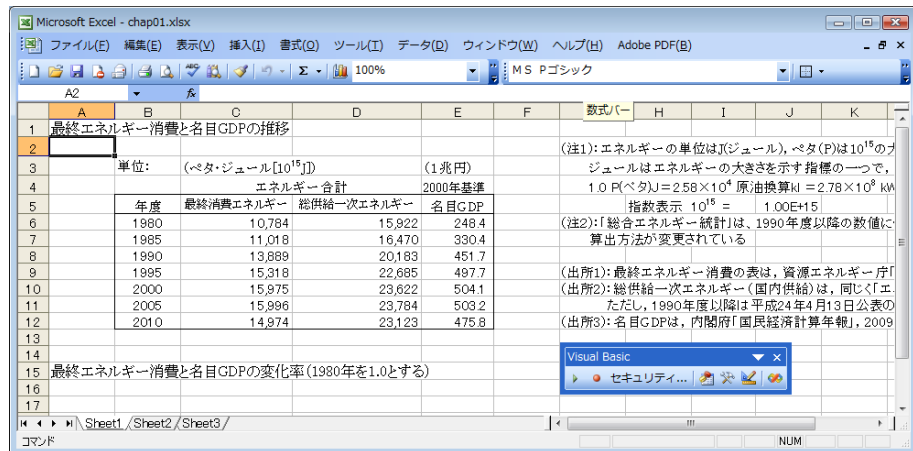 Microsoft Excel - chap01.xlsx
ファイル(F) 編集(E) 表示(V) 挿入(I) 書式(O) ツール(T) データ(D) ウィンドウ(W) ヘルプ(H) Adobe PDF(B)
100% MS Pゴシック
A2 fx 数式バー
A B C D E F H I J K
1 最終エネルギー消費と名目GDPの推移
2 (注1):エネルギーの単位はJ(ジュール),ペタ(P)は10¹⁵の
3 単位: (ペタ・ジュール[10¹⁵J]) (1兆円) ジュールはエネルギーの大きさを示す指標の一つで,
4 エネルギー合計 2000年基準 1.0 P(ペタ)J=2.58×10⁴ 原油換算kl =2.78×10⁸ kW
5 年度 最終消費エネルギー 総供給一次エネルギー 名目GDP 指数表示 10¹⁵ = 1.00E+15
6 1980 10,784 15,922 248.4 (注2):「総合エネルギー統計」は、1990年度以降の数値に
7 1985 11,018 16,470 330.4 算出方法が変更されている
8 1990 13,889 20,183 451.7
9 1995 15,318 22,685 497.7 (出所1):最終エネルギー消費の表は,資源エネルギー庁「
10 2000 15,975 23,622 504.1 (出所2):総供給一次エネルギー(国内供給)は,同じく「エ
11 2005 15,996 23,784 503.2 ただし,1990年度以降は平成24年4月13日公表の
12 2010 14,974 23,123 475.8 (出所3):名目GDPは,内閣府「国民経済計算年報」,2009
13
14
Visual Basic
15 最終エネルギー消費と名目GDPの変化率(1980年を1.0とする)
セキュリティ...
16
17
Sheet1 Sheet2 Sheet3
コマンド NUM